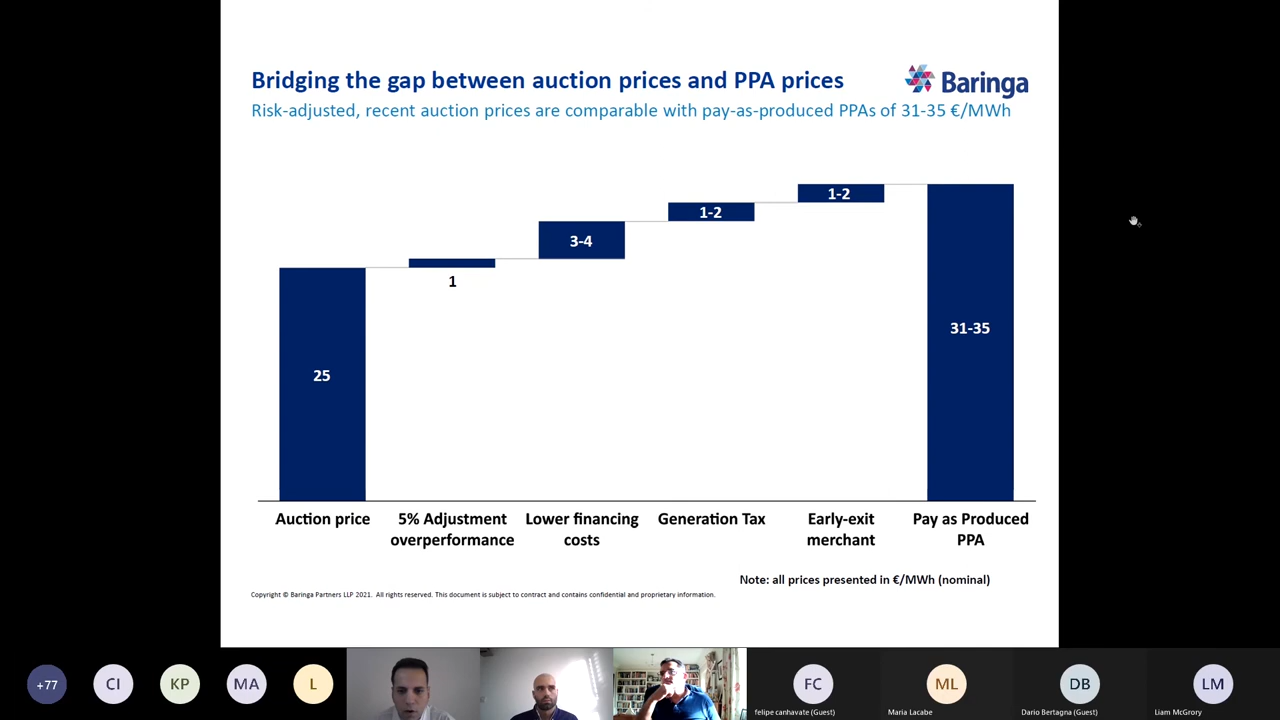 Bridging the gap between auction prices and PPA prices
Baringa
Risk-adjusted, recent auction prices are comparable with pay-as-produced PPAs of 31-35 €/MWh
1-2
1-2
3-4
1
31-35
25
Auction price
5% Adjustment
overperformance
Lower financing
costs
Generation Tax
Early-exit
merchant
Pay as Produced
PPA
Note: all prices presented in €/MWh (nominal)
Copyright © Baringa Partners LLP 2021. All rights reserved. This document is subject to contract and contains confidential and proprietary information.
+77
CI
KP
MA
L
FC
ML
DB
LM
felipe canhavate (Guest)
Maria Lacabe
Dario Bertagna (Guest)
Liam McGrory